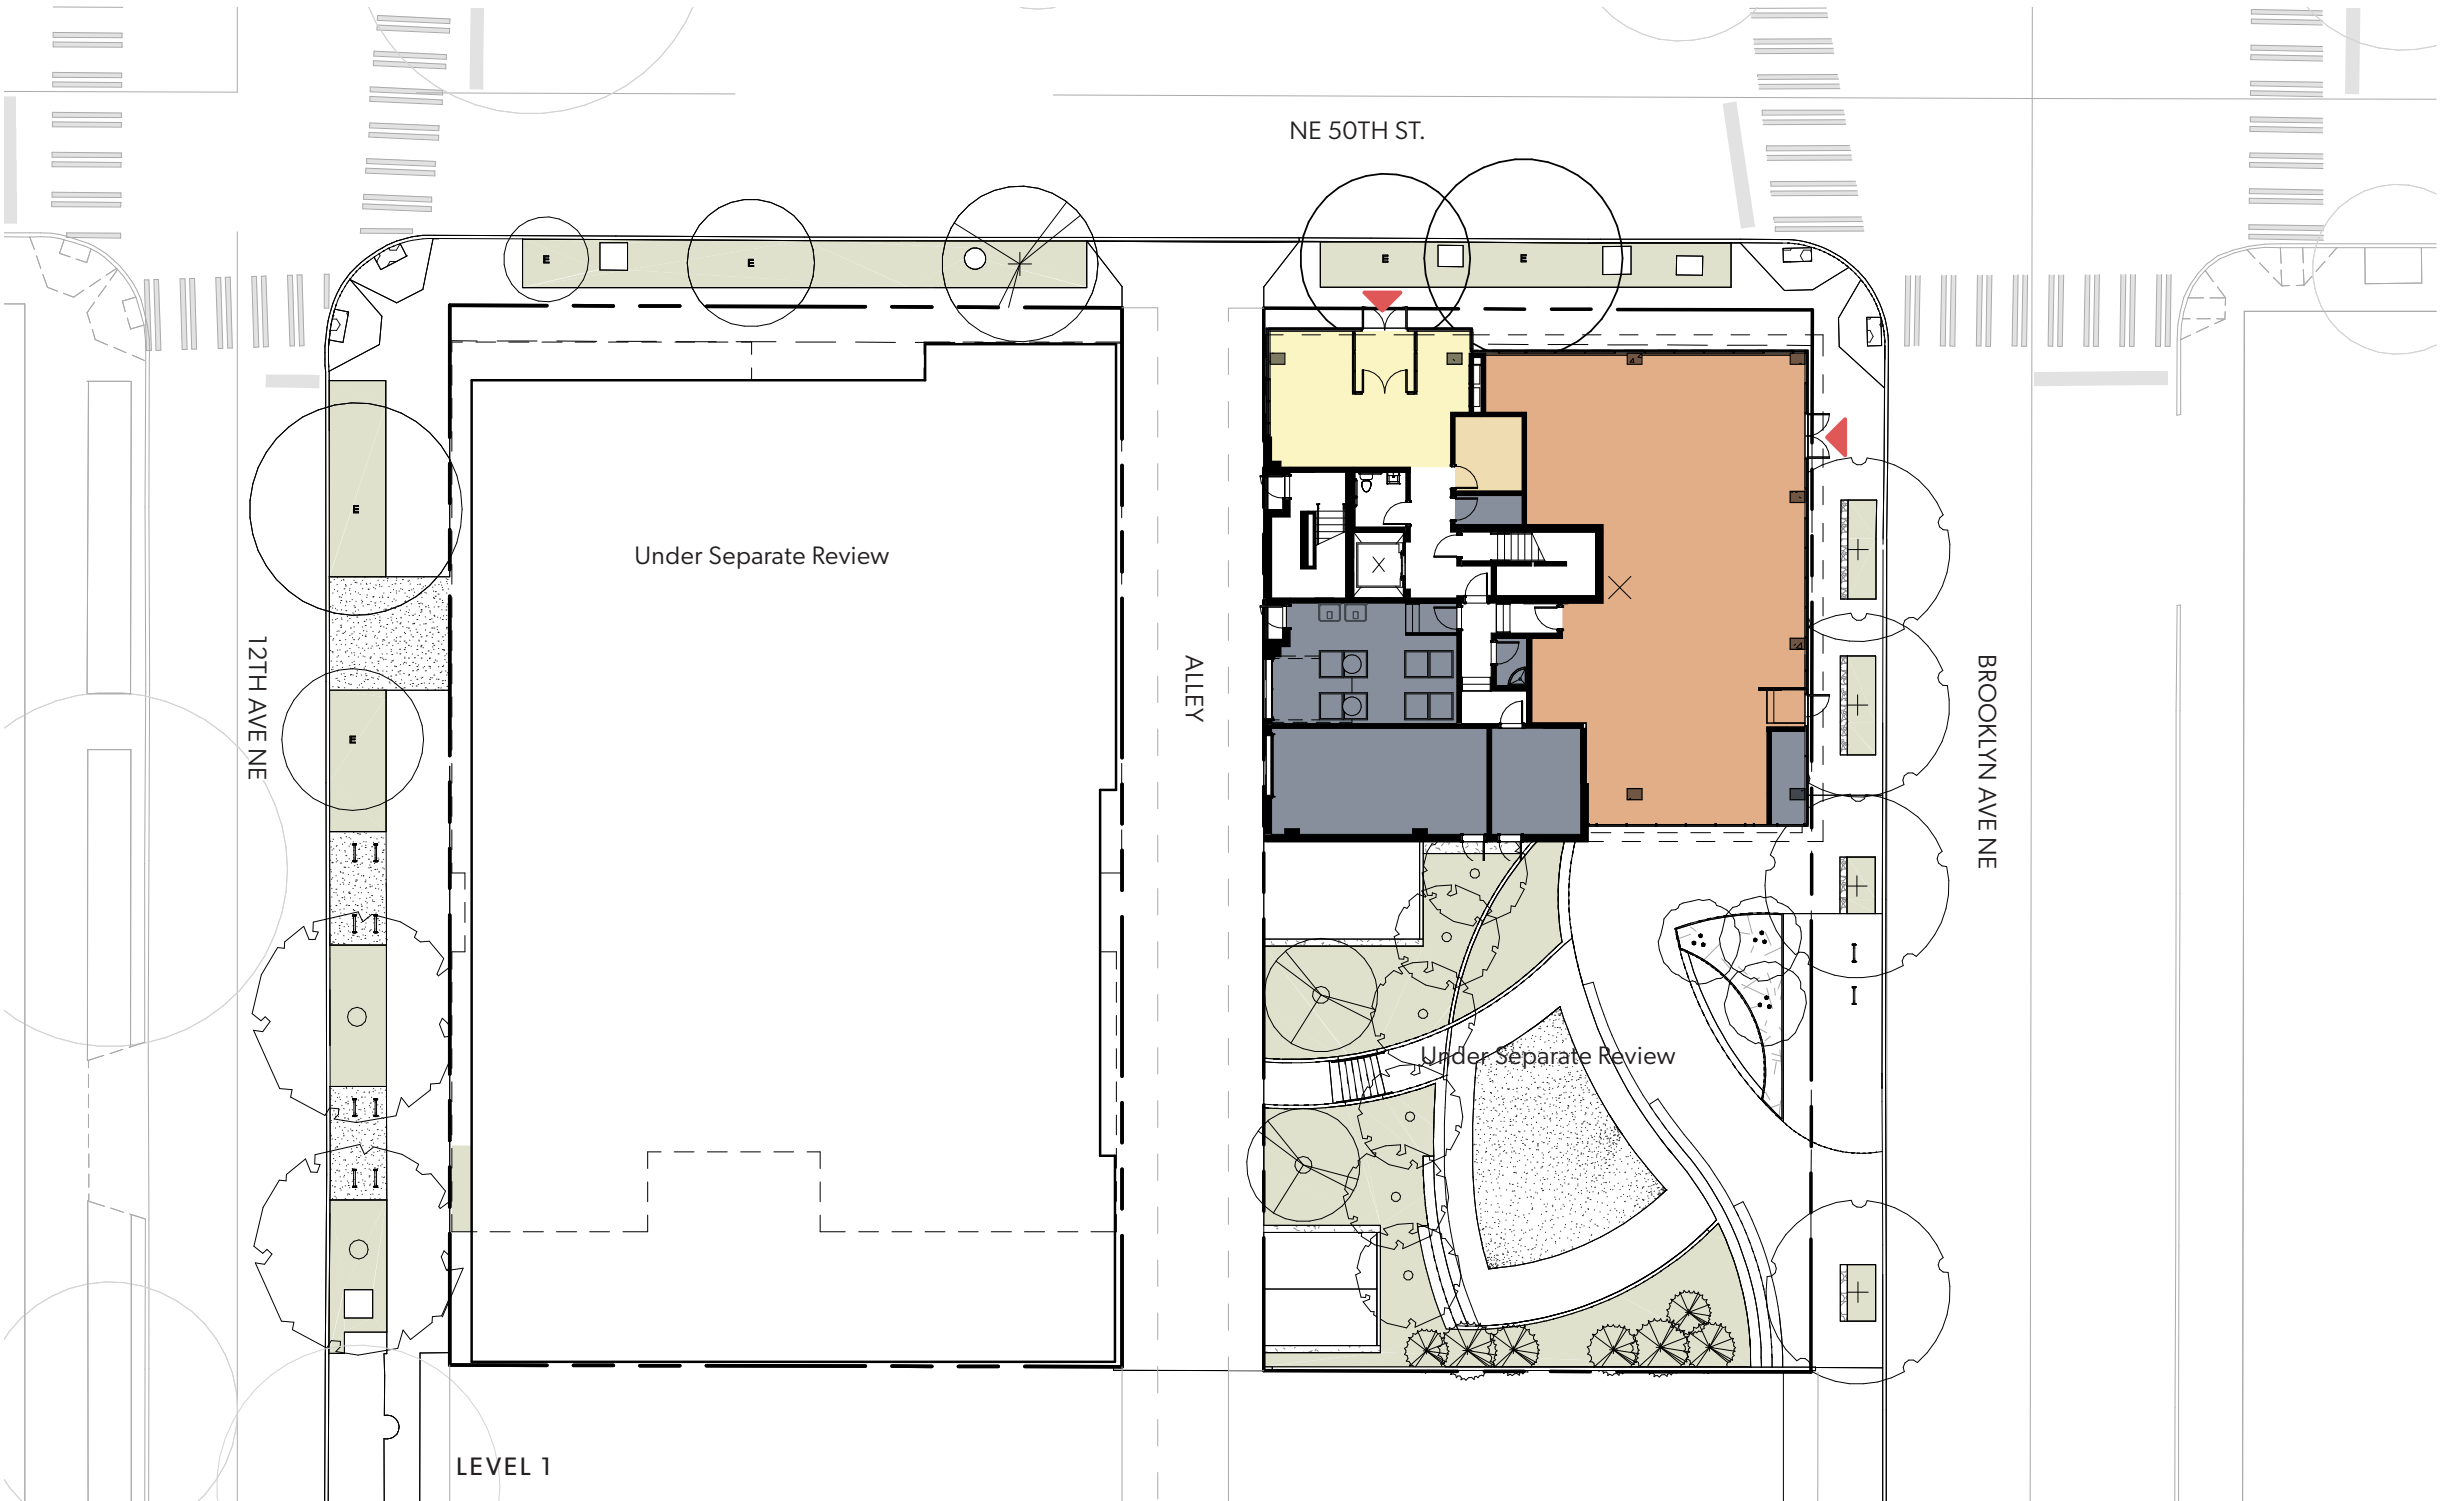 NE 50TH ST.
E
E
E
E
E
Under Separate Review
12TH AVE NE
ALLEY
BROOKLYN AVE NE
E
Under Separate Review
LEVEL 1